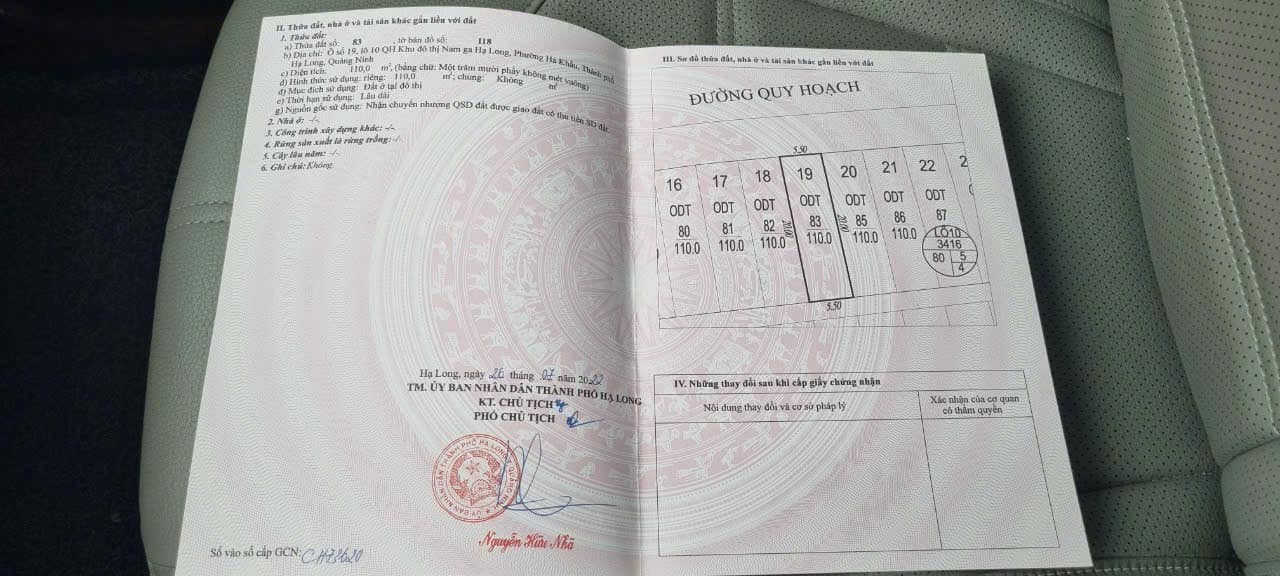 II. Thửa đất, nhà ở và tài sản khác gắn liền với đất
1. Thửa đất:
a) Thửa đất số: 83 , tờ bản đồ số: 118
b) Địa chỉ: Ô số 19, lô 10 QH Khu đô thị Nam ga Hạ Long, Phường Hà Khẩu, Thành phố
Hạ Long, Quảng Ninh
c) Diện tích: 110,0 m², (bằng chữ: Một trăm mười phẩy không mét vuông)
d) Hình thức sử dụng: riêng: 110,0 m²; chung: Không m²
đ) Mục đích sử dụng: Đất ở tại đô thị
e) Thời hạn sử dụng: Lâu dài
g) Nguồn gốc sử dụng: Nhận chuyển nhượng QSD đất được giao đất có thu tiền SD đất.
2. Nhà ở: -/-.
3. Công trình xây dựng khác: -/-.
4. Rừng sản xuất là rừng trồng: -/-
5. Cây lâu năm: -/-.
6. Ghi chú: Không.
Hạ Long, ngày 26 tháng 07 năm 2022
TM. ỦY BAN NHÂN DÂN THÀNH PHỐ HẠ LONG
KT. CHỦ TỊCH
PHÓ CHỦ TỊCH
Nguyễn Hữu Nhã
Số vào sổ cấp GCN:
III. Sơ đồ thửa đất, nhà ở và tài sản khác gắn liền với đất
ĐƯỜNG QUY HOẠCH
5.50
16 17 18 19 20 21 22 2
ODT ODT ODT ODT ODT ODT ODT
80 81 82 83 85 86 87
110.0 110.0 110.0 110.0 110.0 110.0
20.00 20.00
LÔ10
3416
80 5
4
5.50
IV. Những thay đổi sau khi cấp giấy chứng nhận
Nội dung thay đổi và cơ sở pháp lý
Xác nhận của cơ quan
có thẩm quyền